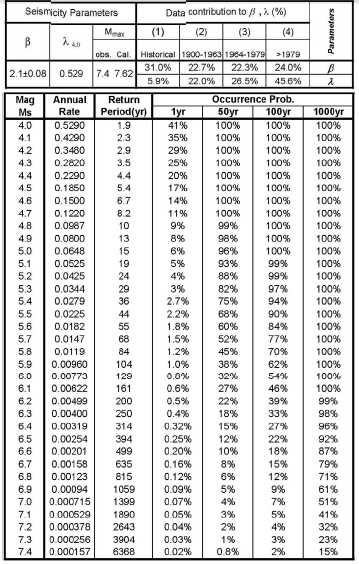 Seismicity Parameters Data contribution to β , λ (%) Parameters
β λ 4.0 Mmax (1) (2) (3) (4)
obs. Cal. Historical 1900-1963 1964-1979 >1979
2.1±0.08 0.529 7.4 7.62 31.0% 22.7% 22.3% 24.0% β
5.9% 22.0% 26.5% 45.6% λ
Mag Annual Return Occurrence Prob.
Ms Rate Period(yr) 1yr 50yr 100yr 1000yr
4.0 0.5290 1.9 41% 100% 100% 100%
4.1 0.4290 2.3 35% 100% 100% 100%
4.2 0.3480 2.9 29% 100% 100% 100%
4.3 0.2820 3.5 25% 100% 100% 100%
4.4 0.2290 4.4 20% 100% 100% 100%
4.5 0.1850 5.4 17% 100% 100% 100%
4.6 0.1500 6.7 14% 100% 100% 100%
4.7 0.1220 8.2 11% 100% 100% 100%
4.8 0.0987 10 9% 99% 100% 100%
4.9 0.0800 13 8% 98% 100% 100%
5.0 0.0648 15 6% 96% 100% 100%
5.1 0.0525 19 5% 93% 99% 100%
5.2 0.0425 24 4% 88% 99% 100%
5.3 0.0344 29 3% 82% 97% 100%
5.4 0.0279 36 2.7% 75% 94% 100%
5.5 0.0225 44 2.2% 68% 90% 100%
5.6 0.0182 55 1.8% 60% 84% 100%
5.7 0.0147 68 1.5% 52% 77% 100%
5.8 0.0119 84 1.2% 45% 70% 100%
5.9 0.00960 104 1.0% 38% 62% 100%
6.0 0.00773 129 0.8% 32% 54% 100%
6.1 0.00622 161 0.6% 27% 46% 100%
6.2 0.00499 200 0.5% 22% 39% 99%
6.3 0.00400 250 0.4% 18% 33% 98%
6.4 0.00319 314 0.32% 15% 27% 96%
6.5 0.00254 394 0.25% 12% 22% 92%
6.6 0.00201 499 0.20% 10% 18% 87%
6.7 0.00158 635 0.16% 8% 15% 79%
6.8 0.00123 815 0.12% 6% 12% 71%
6.9 0.00094 1059 0.09% 5% 9% 61%
7.0 0.000715 1399 0.07% 4% 7% 51%
7.1 0.000529 1890 0.05% 3% 5% 41%
7.2 0.000378 2643 0.04% 2% 4% 32%
7.3 0.000256 3904 0.03% 1% 3% 23%
7.4 0.000157 6368 0.02% 0.8% 2% 15%